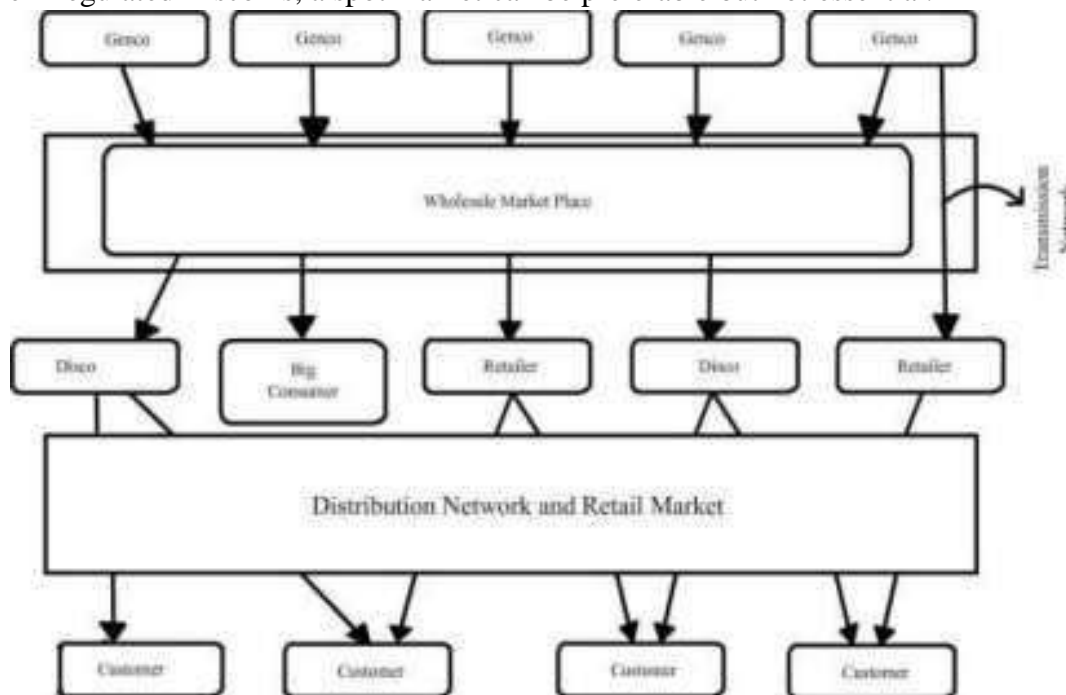 Genco
Genco
Genco
Genco
Genco
Wholesale Market Place
Transmission
Disco
Big
Consumer
Retailer
Disco
Retailer
Distribution Network and Retail Market
Customer
Customer
Customer
Customer